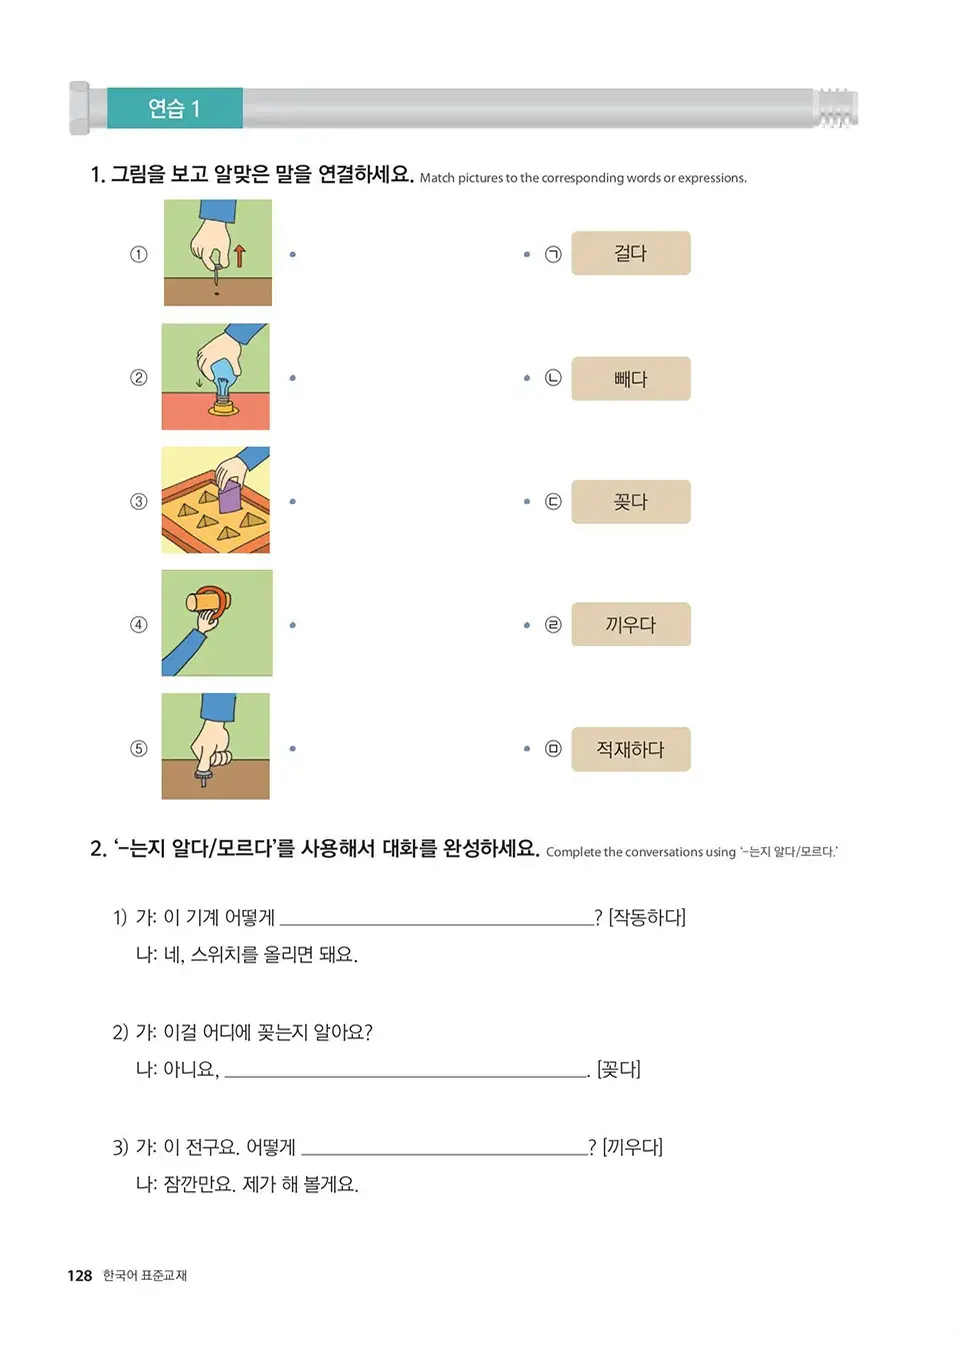 연습 1
1. 그림을 보고 알맞은 말을 연결하세요. Match pictures to the corresponding words or expressions.
① ㉠ 걸다
② ㉡ 빼다
③ ㉢ 꽂다
④ ㉣ 끼우다
⑤ ㉤ 적재하다
2. ‘–는지 알다/모르다’를 사용해서 대화를 완성하세요. Complete the conversations using ‘–는지 알다/모르다.’
1) 가: 이 기계 어떻게 ______________________________? [작동하다]
나: 네, 스위치를 올리면 돼요.
2) 가: 이걸 어디에 꽂는지 알아요?
나: 아니요, ______________________________. [꽂다]
3) 가: 이 전구요. 어떻게 ______________________________? [끼우다]
나: 잠깐만요. 제가 해 볼게요.
128 한국어 표준교재